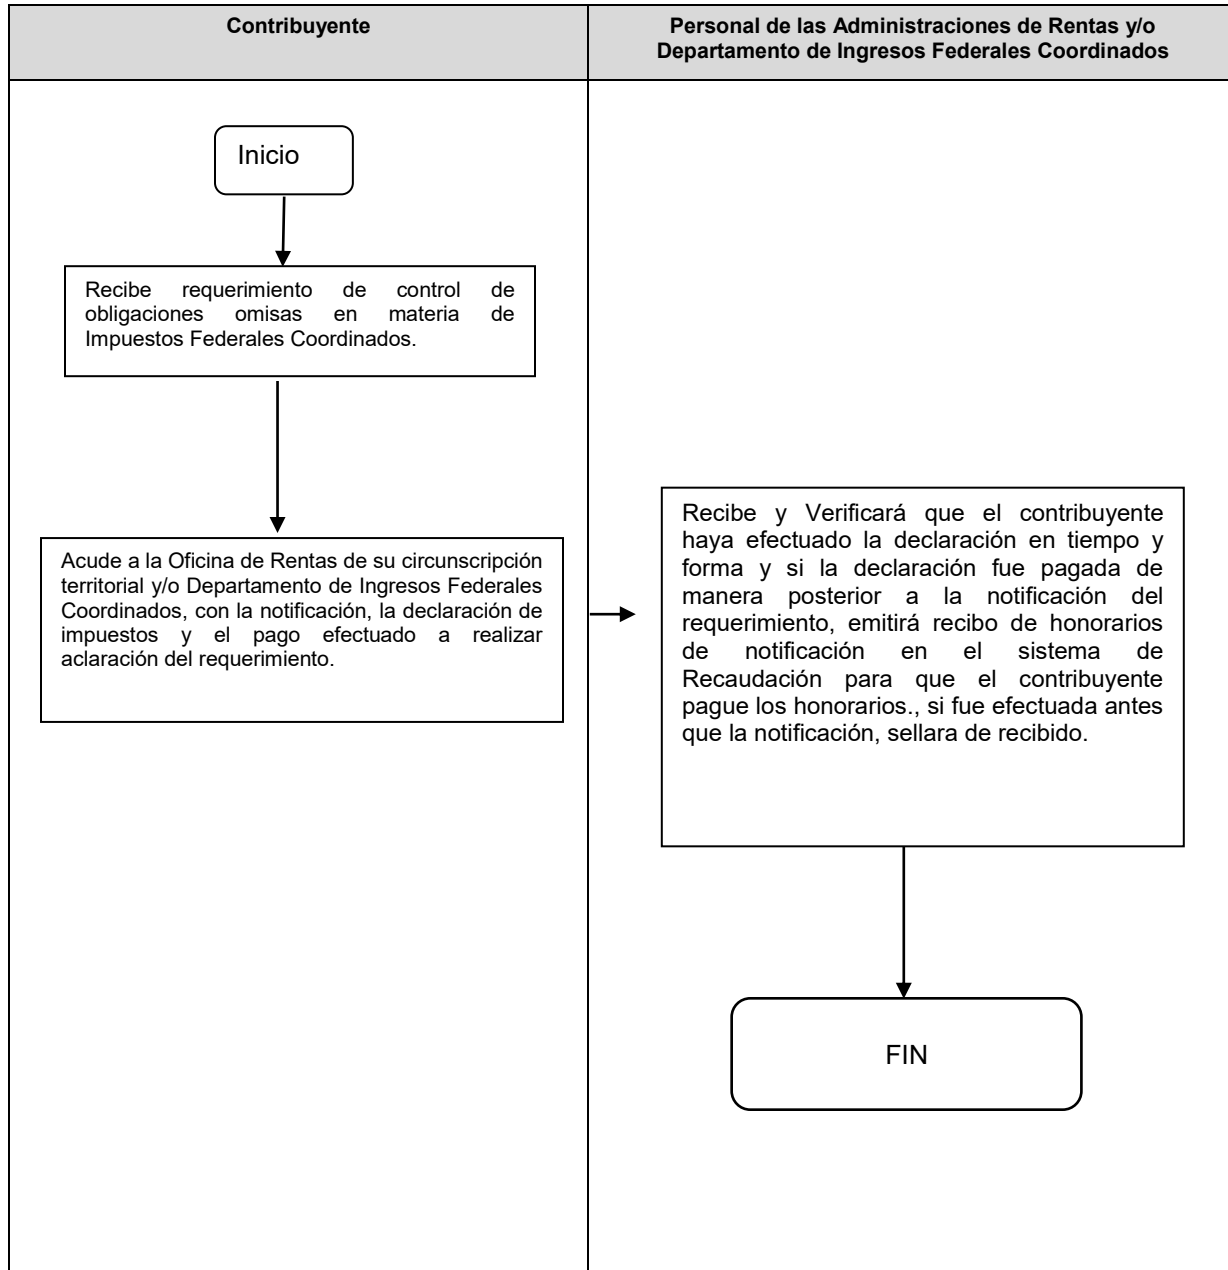 Contribuyente
Personal de las Administraciones de Rentas y/o
Departamento de Ingresos Federales Coordinados
Inicio
Recibe requerimiento de control de
obligaciones omisas en materia de
Impuestos Federales Coordinados.
Acude a la Oficina de Rentas de su circunscripción
territorial y/o Departamento de Ingresos Federales
Coordinados, con la notificación, la declaración de
impuestos y el pago efectuado a realizar
aclaración del requerimiento.
Recibe y Verificará que el contribuyente
haya efectuado la declaración en tiempo y
forma y si la declaración fue pagada de
manera posterior a la notificación del
requerimiento, emitirá recibo de honorarios
de notificación en el sistema de
Recaudación para que el contribuyente
pague los honorarios., si fue efectuada antes
que la notificación, sellara de recibido.
FIN